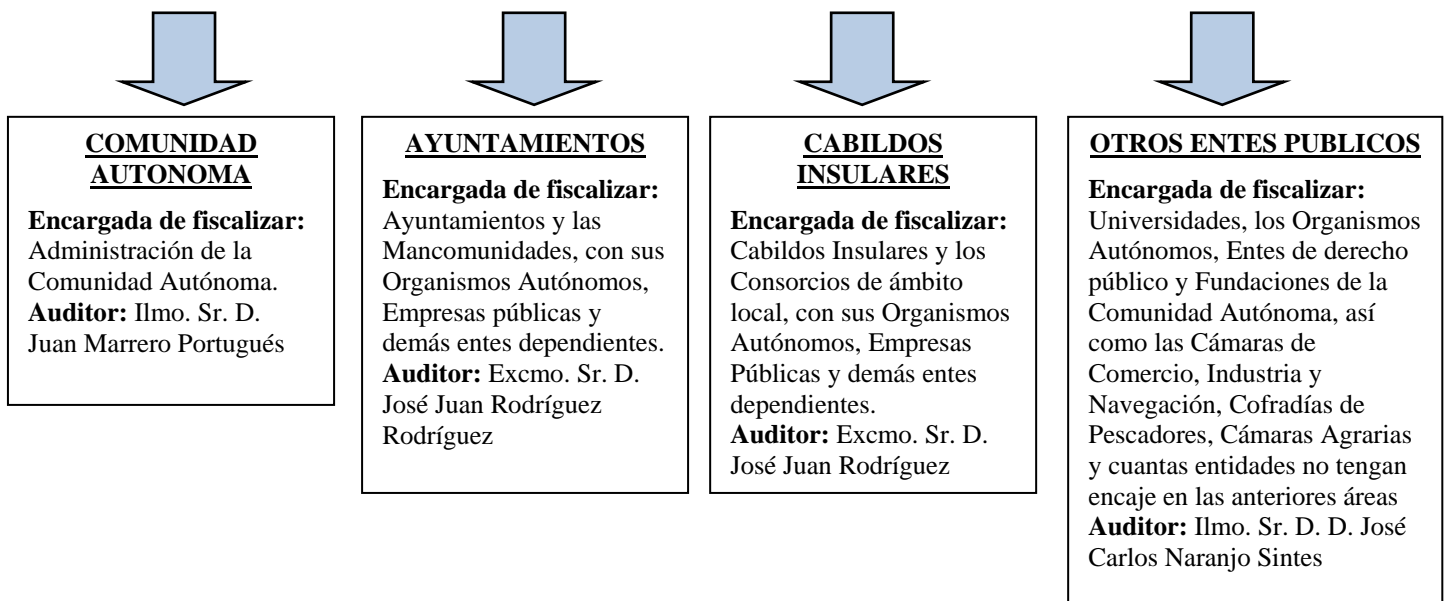 COMUNIDAD
AUTONOMA
Encargada de fiscalizar:
Administración de la
Comunidad Autónoma.
Auditor: Ilmo. Sr. D.
Juan Marrero Portugués
AYUNTAMIENTOS
Encargada de fiscalizar:
Ayuntamientos y las
Mancomunidades, con sus
Organismos Autónomos,
Empresas públicas y
demás entes dependientes.
Auditor: Excmo. Sr. D.
José Juan Rodríguez
Rodríguez
CABILDOS
INSULARES
Encargada de fiscalizar:
Cabildos Insulares y los
Consorcios de ámbito
local, con sus Organismos
Autónomos, Empresas
Públicas y demás entes
dependientes.
Auditor: Excmo. Sr. D.
José Juan Rodríguez
OTROS ENTES PUBLICOS
Encargada de fiscalizar:
Universidades, los Organismos
Autónomos, Entes de derecho
público y Fundaciones de la
Comunidad Autónoma, así
como las Cámaras de
Comercio, Industria y
Navegación, Cofradías de
Pescadores, Cámaras Agrarias
y cuantas entidades no tengan
encaje en las anteriores áreas
Auditor: Ilmo. Sr. D. D. José
Carlos Naranjo Sintes